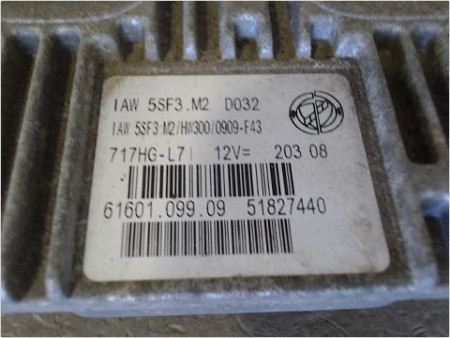 IAW 5SF3.M2 D032
IAW 5SF3 M2/HW300/0909-F43
717HG-L7 12V= 203 08
61601.099.09 51827440